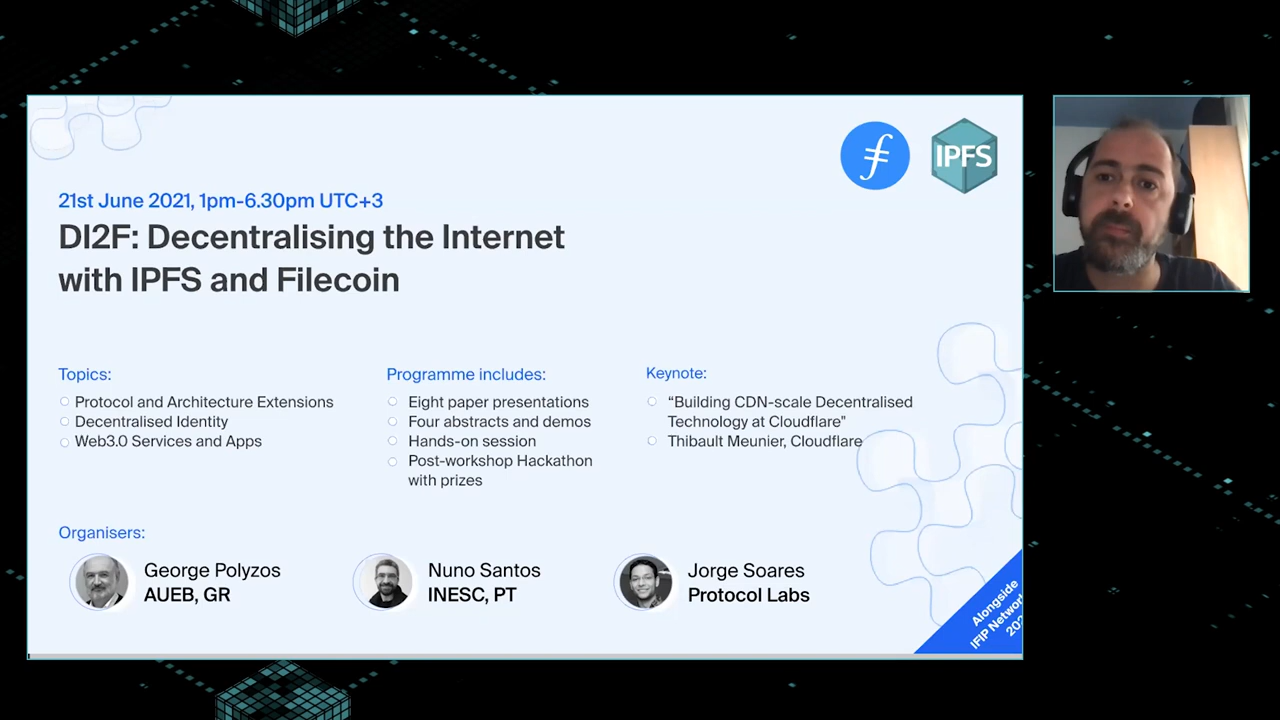 IPFS
21st June 2021, 1pm-6.30pm UTC+3
DI2F: Decentralising the Internet
with IPFS and Filecoin
Topics:
Protocol and Architecture Extensions
Decentralised Identity
Web3.0 Services and Apps
Programme includes:
Eight paper presentations
Four abstracts and demos
Hands-on session
Post-workshop Hackathon
with prizes
Keynote:
“Building CDN-scale Decentralised
Technology at Cloudflare"
Thibault Meunier, Cloudflare
Organisers:
George Polyzos
AUEB, GR
Nuno Santos
INESC, PT
Jorge Soares
Protocol Labs
Alongside
IFIP